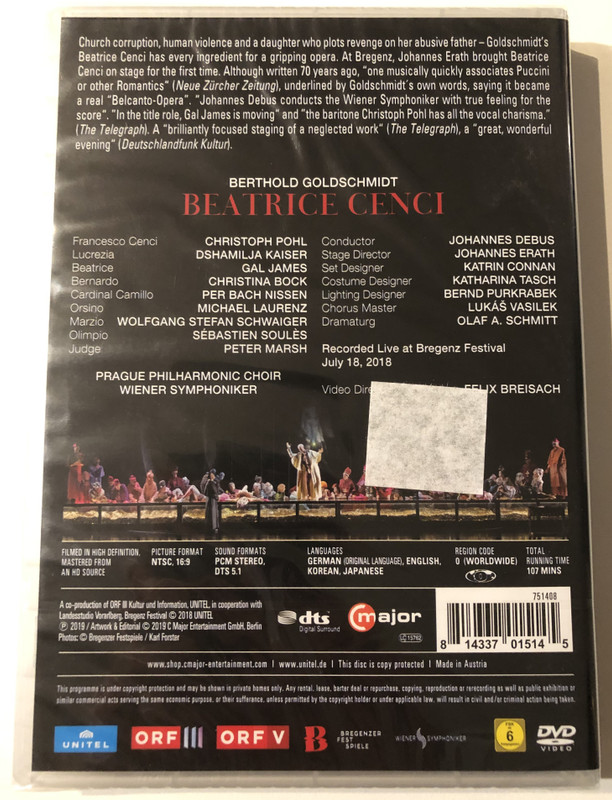 Church corruption, human violence and a daughter who plots revenge on her abusive father – Goldschmidt's
Beatrice Cenci has every ingredient for a gripping opera. At Bregenz, Johannes Erath brought Beatrice
Cenci on stage for the first time. Although written 70 years ago, "one musically quickly associates Puccini
or other Romantics" (Neue Zürcher Zeitung), underlined by Goldschmidt's own words, saying it became
a real "Belcanto-Opera". "Johannes Debus conducts the Wiener Symphoniker with true feeling for the
score". "In the title role, Gal James is moving" and "the baritone Christoph Pohl has all the vocal charisma."
(The Telegraph). A "brilliantly focused staging of a neglected work" (The Telegraph), a "great, wonderful
evening" (Deutschlandfunk Kultur).
BERTHOLD GOLDSCHMIDT
BEATRICE CENCI
Francesco Cenci CHRISTOPH POHL
Lucrezia DSHAMILJA KAISER
Beatrice GAL JAMES
Bernardo CHRISTINA BOCK
Cardinal Camillo PER BACH NISSEN
Orsino MICHAEL LAURENZ
Marzio WOLFGANG STEFAN SCHWAIGER
Olimpio SÉBASTIEN SOULÈS
Judge PETER MARSH
PRAGUE PHILHARMONIC CHOIR
WIENER SYMPHONIKER
Conductor JOHANNES DEBUS
Stage Director JOHANNES ERATH
Set Designer KATRIN CONNAN
Costume Designer KATHARINA TASCH
Lighting Designer BERND PURKRABEK
Chorus Master LUKÁŠ VASILEK
Dramaturg OLAF A. SCHMITT
Recorded Live at Bregenz Festival
July 18, 2018
Video FELIX BREISACH
FILMED IN HIGH DEFINITION,
MASTERED FROM
AN HD SOURCE
PICTURE FORMAT
NTSC, 16:9
SOUND FORMATS
PCM STEREO,
DTS 5.1
LANGUAGES
GERMAN (ORIGINAL LANGUAGE), ENGLISH,
KOREAN, JAPANESE
REGION CODE
0 (WORLDWIDE)
TOTAL
RUNNING TIME
107 MINS
A co-production of ORF III Kultur und Information, UNITEL, in cooperation with
Landesstudio Vorarlberg, Bregenz Festival © 2018 UNITEL
℗ 2019 / Artwork & Editorial © 2019 C Major Entertainment GmbH, Berlin
Photos: © Bregenzer Festspiele / Karl Forster
dts
Digital Surround
C major
LC 15762
751408
8 14337 01514 5
www.shop.cmajor-entertainment.com | www.unitel.de | This disc is copy protected | Made in Austria
This programme is under copyright protection and may be shown in private homes only. Any rental, lease, barter deal or repurchase, copying, reproduction or rerecording as well as public exhibition or
similar commercial acts serving the same economic purpose, or their sufferance, unless permitted by the copyright holder or under applicable law, will result in civil and/or criminal action being taken.
UNITEL
ORF III
ORF V
B
BREGENZER
FEST
SPIELE
WIENER SYMPHONIKER
6
DVD
VIDEO